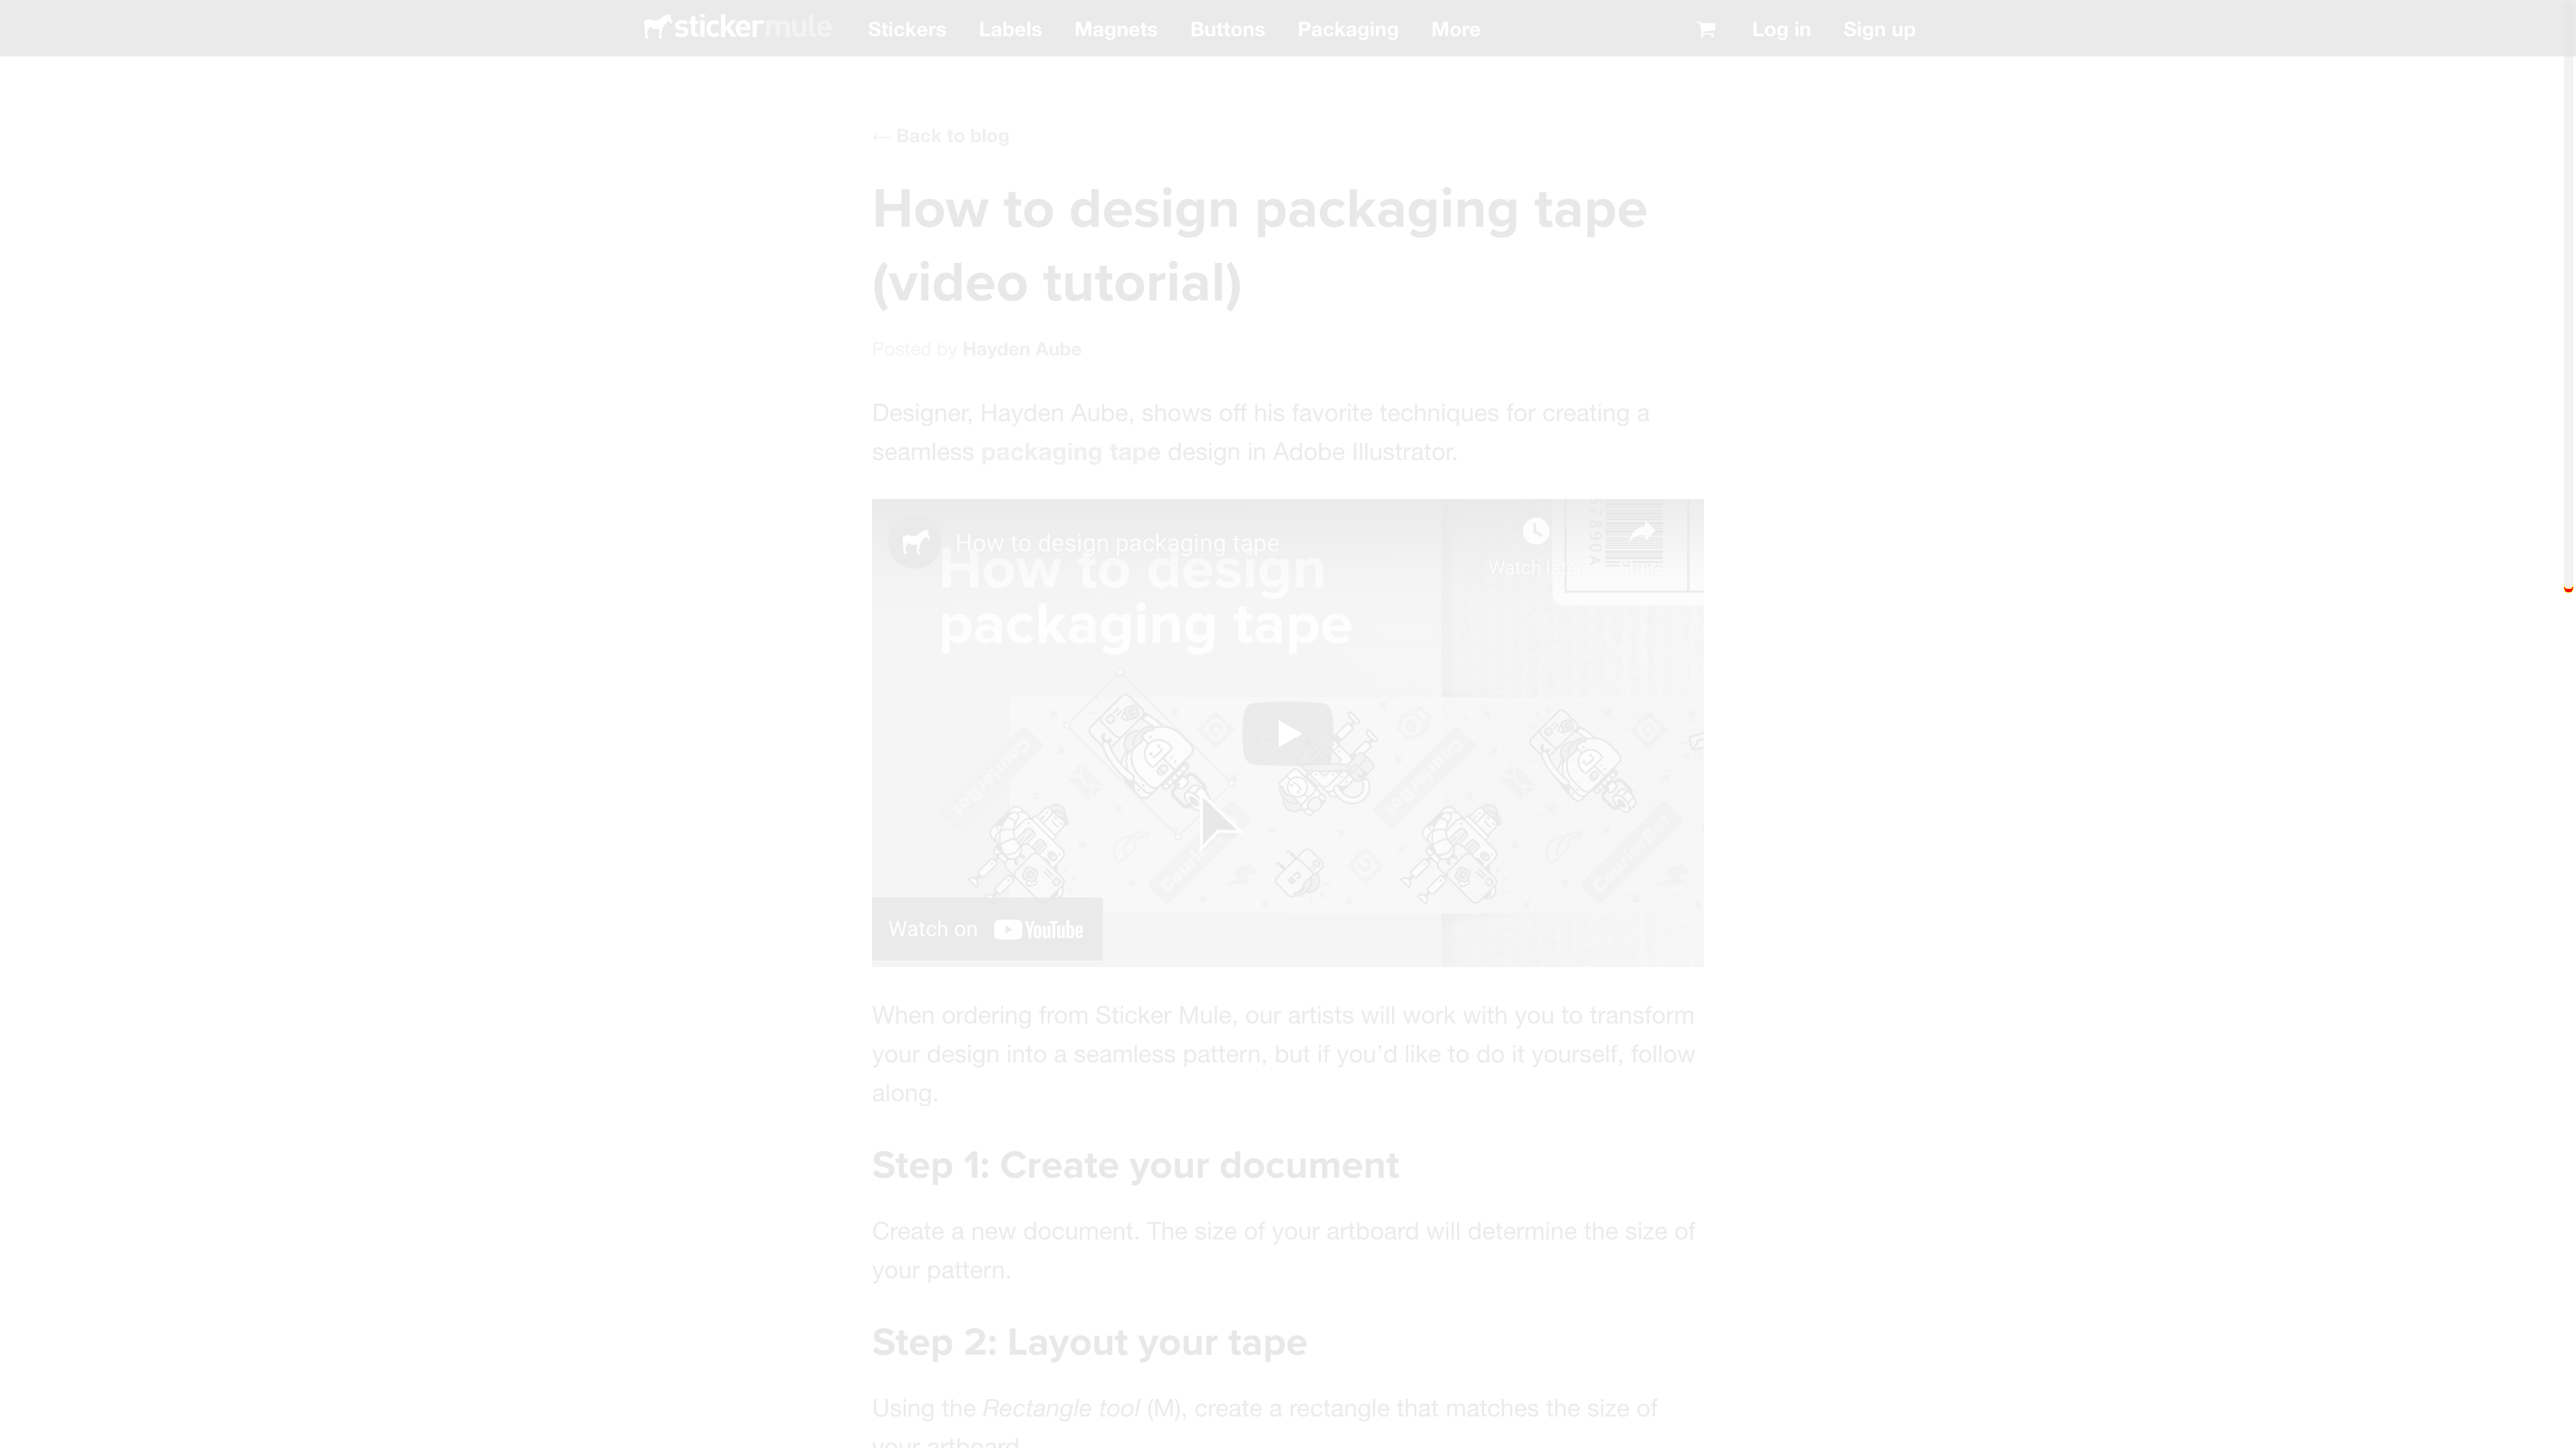 stickermule Stickers Labels Magnets Buttons Packaging More Log in Sign up
← Back to blog
How to design packaging tape
(video tutorial)
Posted by Hayden Aube
Designer, Hayden Aube, shows off his favorite techniques for creating a
seamless packaging tape design in Adobe Illustrator.
How to design packaging tape
Watch later Share
How to design
packaging tape
CourierBot
CourierBot
CourierBot
Watch on YouTube
When ordering from Sticker Mule, our artists will work with you to transform
your design into a seamless pattern, but if you’d like to do it yourself, follow
along.
Step 1: Create your document
Create a new document. The size of your artboard will determine the size of
your pattern.
Step 2: Layout your tape
Using the Rectangle tool (M), create a rectangle that matches the size of
your artboard.